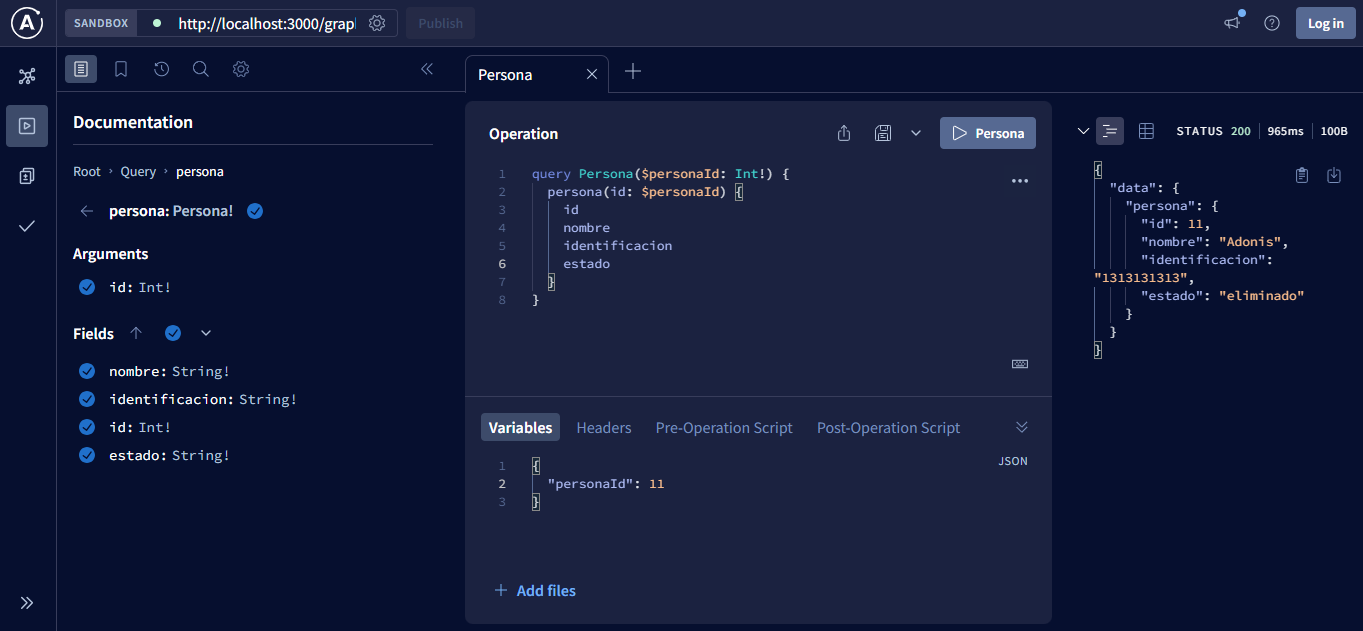 A
SANDBOX
http://localhost:3000/grap
Publish
Log in
Documentation
Root › Query › persona
persona: Persona!
Arguments
id: Int!
Fields
nombre: String!
identificacion: String!
id: Int!
estado: String!
Persona
Operation
Persona
1 query Persona($personaId: Int!) {
2 persona(id: $personaId) {
3 id
4 nombre
5 identificacion
6 estado
7 }
8 }
Variables Headers Pre-Operation Script Post-Operation Script
JSON
1 {
2 "personaId": 11
3 }
Add files
STATUS 200 965ms 100B
{
"data": {
"persona": {
"id": 11,
"nombre": "Adonis",
"identificacion":
"1313131313",
"estado": "eliminado"
}
}
}